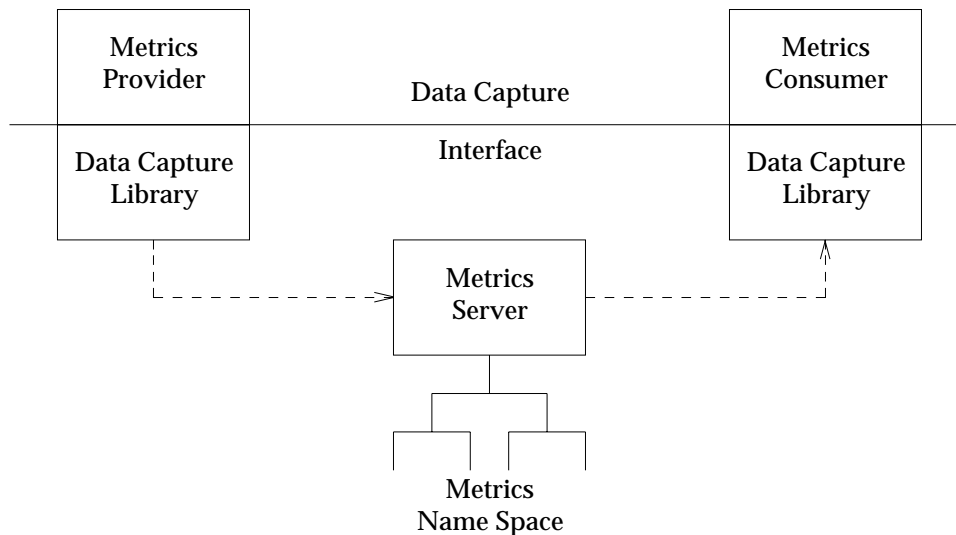 Metrics
Provider
Data Capture
Library
Data Capture
Interface
Metrics
Consumer
Data Capture
Library
Metrics
Server
Metrics
Name Space